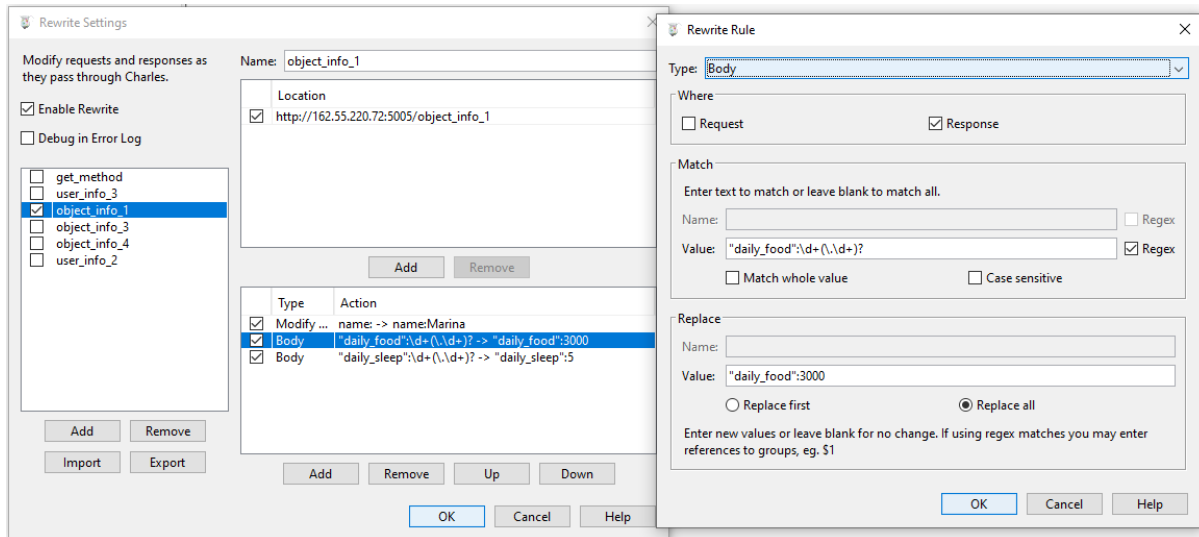 Rewrite Settings
Modify requests and responses as
they pass through Charles.
Enable Rewrite
Debug in Error Log
get_method
user_info_3
object_info_1
object_info_3
object_info_4
user_info_2
Add
Remove
Import
Export
Name: object_info_1
Location
http://162.55.220.72:5005/object_info_1
Add
Remove
Type Action
Modify ... name: -> name:Marina
Body "daily_food":\d+(\.\d+)? -> "daily_food":3000
Body "daily_sleep":\d+(\.\d+)? -> "daily_sleep":5
Add
Remove
Up
Down
OK
Cancel
Help
Rewrite Rule
Type: Body
Where
Request
Response
Match
Enter text to match or leave blank to match all.
Name:
Regex
Value: "daily_food":\d+(\.\d+)?
Regex
Match whole value
Case sensitive
Replace
Name:
Value: "daily_food":3000
Replace first
Replace all
Enter new values or leave blank for no change. If using regex matches you may enter
references to groups, eg. $1
OK
Cancel
Help